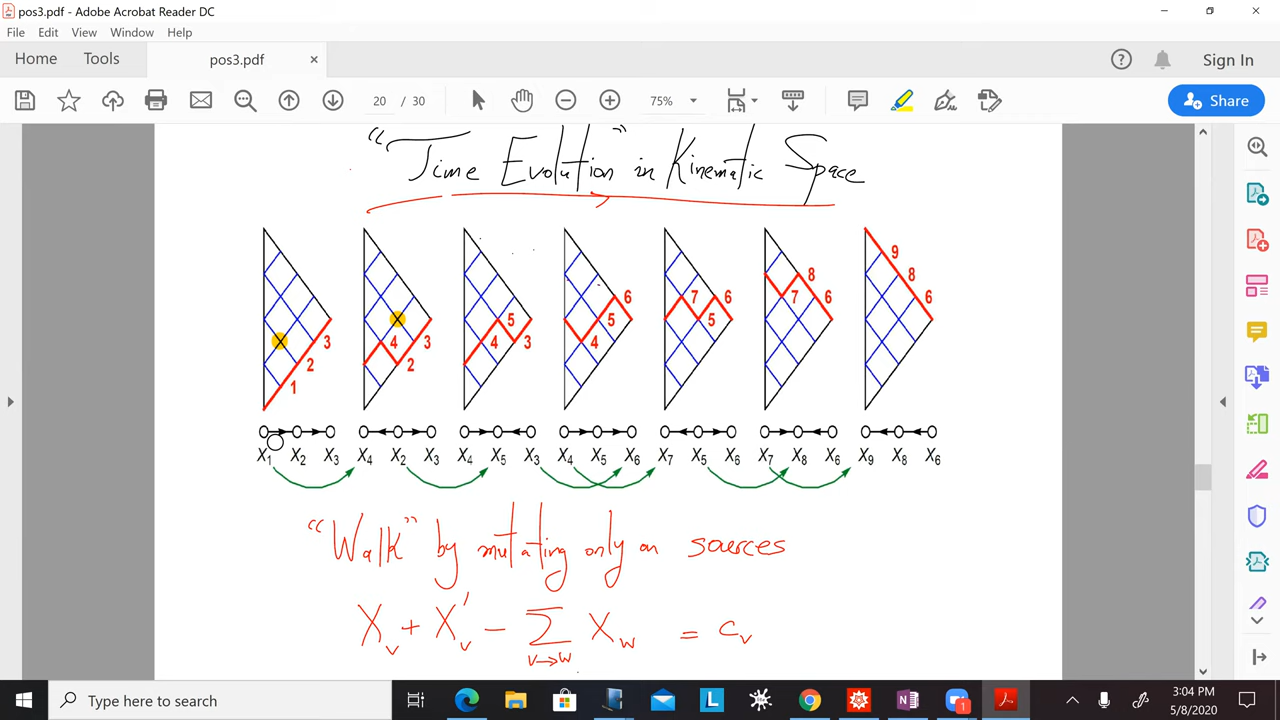 pos3.pdf - Adobe Acrobat Reader DC
File Edit View Window Help
Home Tools pos3.pdf × Sign In
20 / 30 75% Share
"Time Evolution" in Kinematic Space
1 2 3
4 2 3
4 5 3
4 5 6
7 5 6
7 8 6
9 8 6
X₁ X₂ X₃ X₄ X₂ X₃ X₄ X₅ X₃ X₄ X₅ X₆ X₇ X₅ X₆ X₇ X₈ X₆ X₉ X₈ X₆
"Walk" by mutating only on sources
Xᵥ + Xᵥ' − Σ X_w = cᵥ
v→w
Type here to search
3:04 PM
5/8/2020